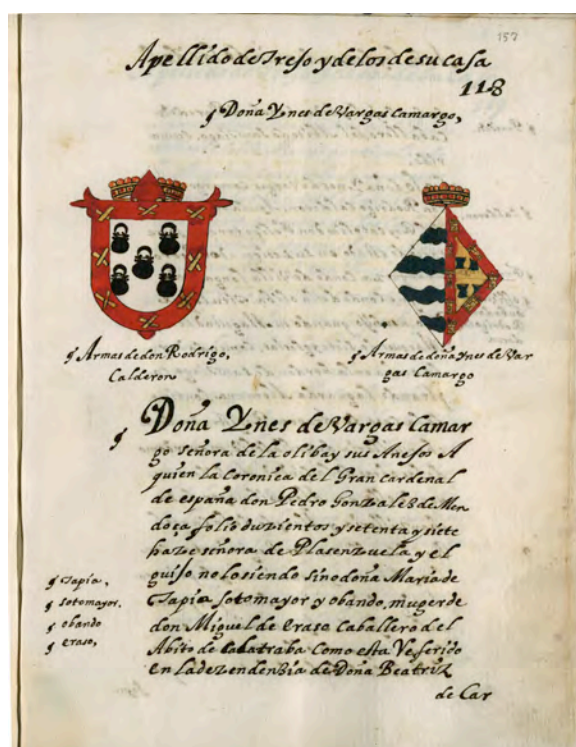 157
Apellido de Trejo y de los de su casa
118
Doña Ynes de Vargas Camargo,
Armas de don Rodrigo,
Calderon
Armas de doña Ynes de Var
gas Camargo
Doña Ynes de Vargas Camar
go señora de la oliba y sus Anejos A
quien la Coronica del Gran Cardenal
de españa don Pedro Gonzalez de Men
doça folio duzientos y setenta y siete
haze señora de Plasenzuela y el
guijo no lo siendo sino doña Maria de
Tapia sotomayor y obando, muger de
don Miguel de eraso Caballero del
Abito de Calatraba Como esta Referido
en la dezendenzia de Doña Beatriz
de Car
Tapia,
sotomayor.
obando
eraso,